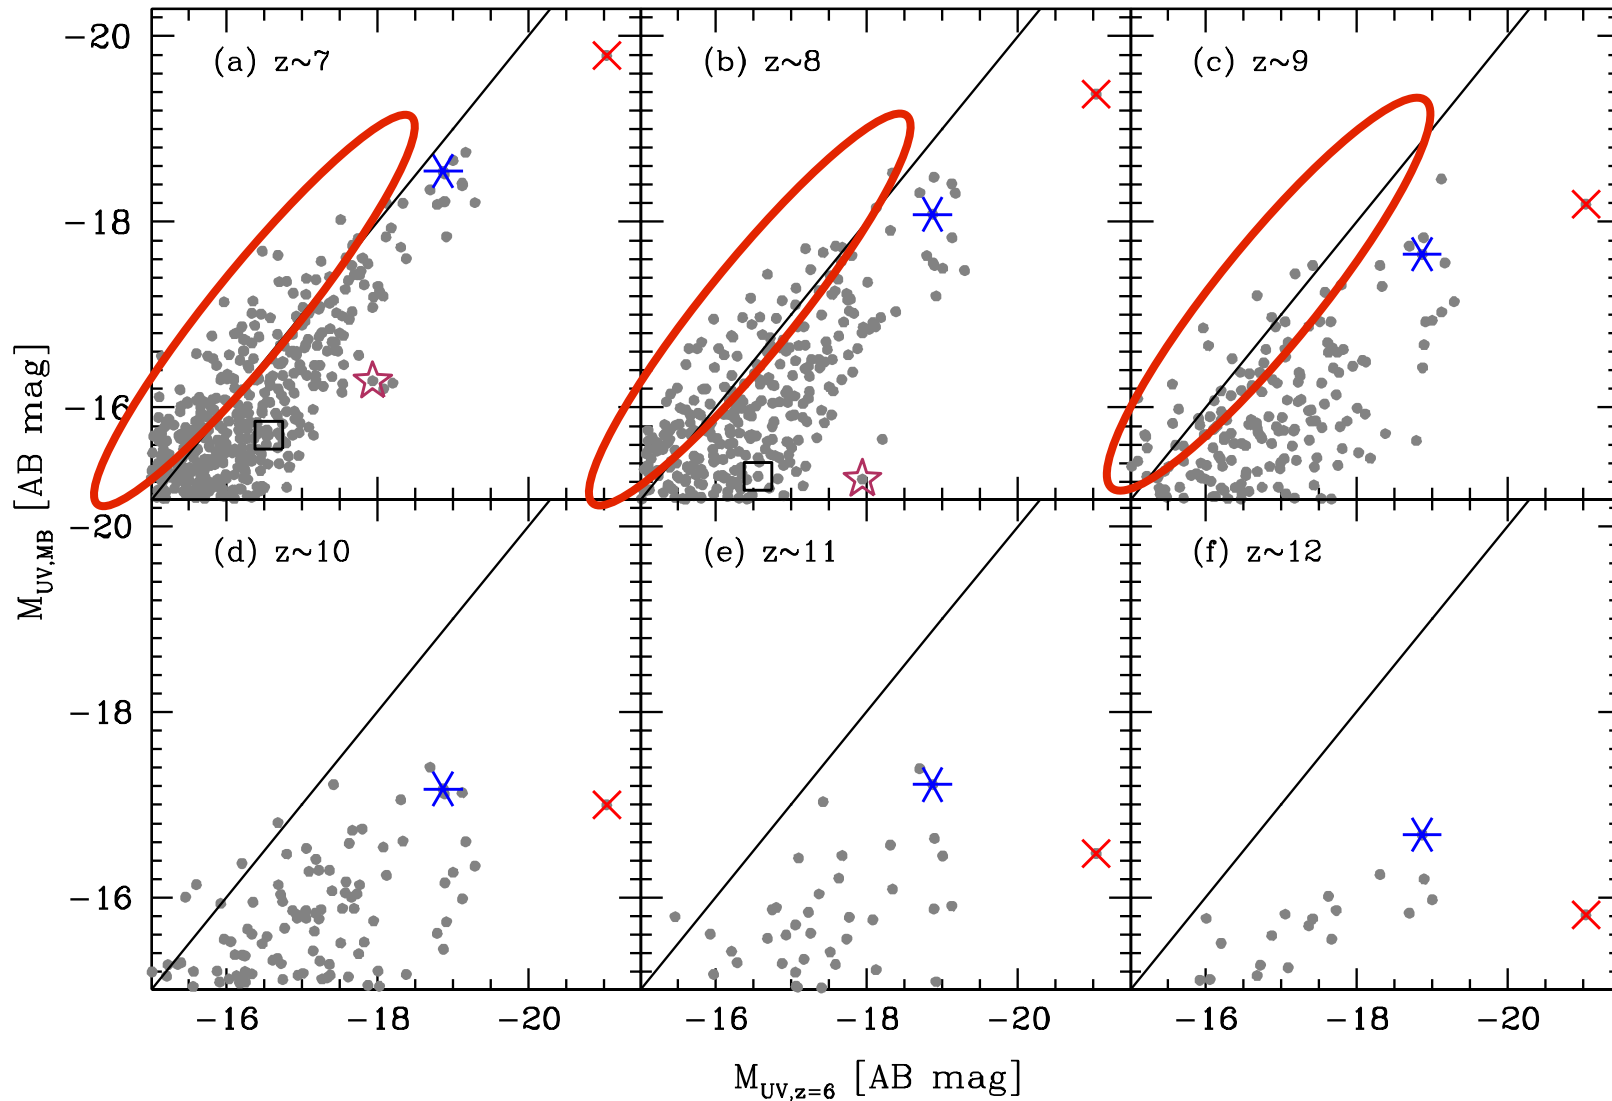 (a) z~7
(b) z~8
(c) z~9
-20
-18
-16
(d) z~10
(e) z~11
(f) z~12
-20
-18
-16
M_UV,MB [AB mag]
-16 -18 -20
-16 -18 -20
-16 -18 -20
M_UV,z=6 [AB mag]